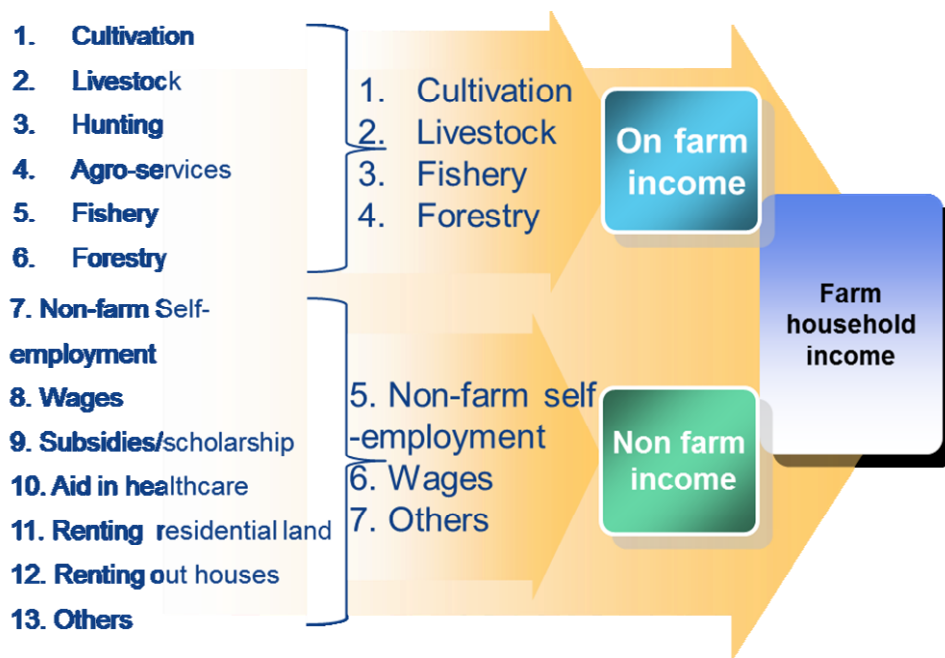 1. Cultivation
2. Livestock
3. Hunting
4. Agro-services
5. Fishery
6. Forestry
7. Non-farm Self-
employment
8. Wages
9. Subsidies/scholarship
10. Aid in healthcare
11. Renting residential land
12. Renting out houses
13. Others
1. Cultivation
2. Livestock
3. Fishery
4. Forestry
5. Non-farm self
-employment
6. Wages
7. Others
On farm
income
Non farm
income
Farm
household
income